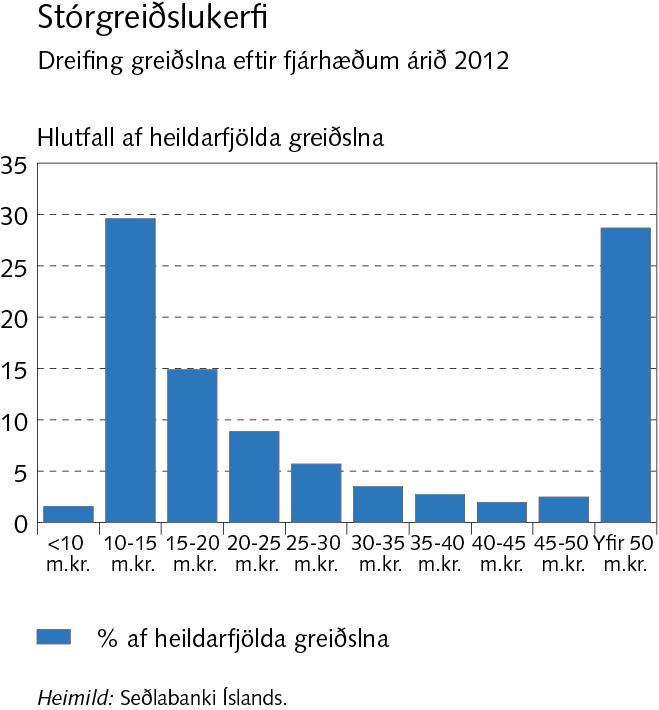 Stórgreiðslukerfi
Dreifing greiðslna eftir fjárhæðum árið 2012
Hlutfall af heildarfjölda greiðslna
35
30
25
20
15
10
5
0
<10 10-15 15-20 20-25 25-30 30-35 35-40 40-45 45-50 Yfir 50
m.kr. m.kr. m.kr. m.kr. m.kr. m.kr. m.kr. m.kr. m.kr. m.kr.
% af heildarfjölda greiðslna
Heimild: Seðlabanki Íslands.